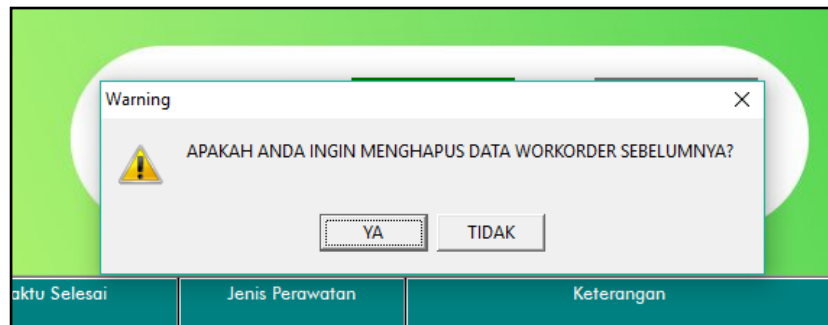 Warning
APAKAH ANDA INGIN MENGHAPUS DATA WORKORDER SEBELUMNYA?
YA TIDAK
aktu Selesai Jenis Perawatan Keterangan